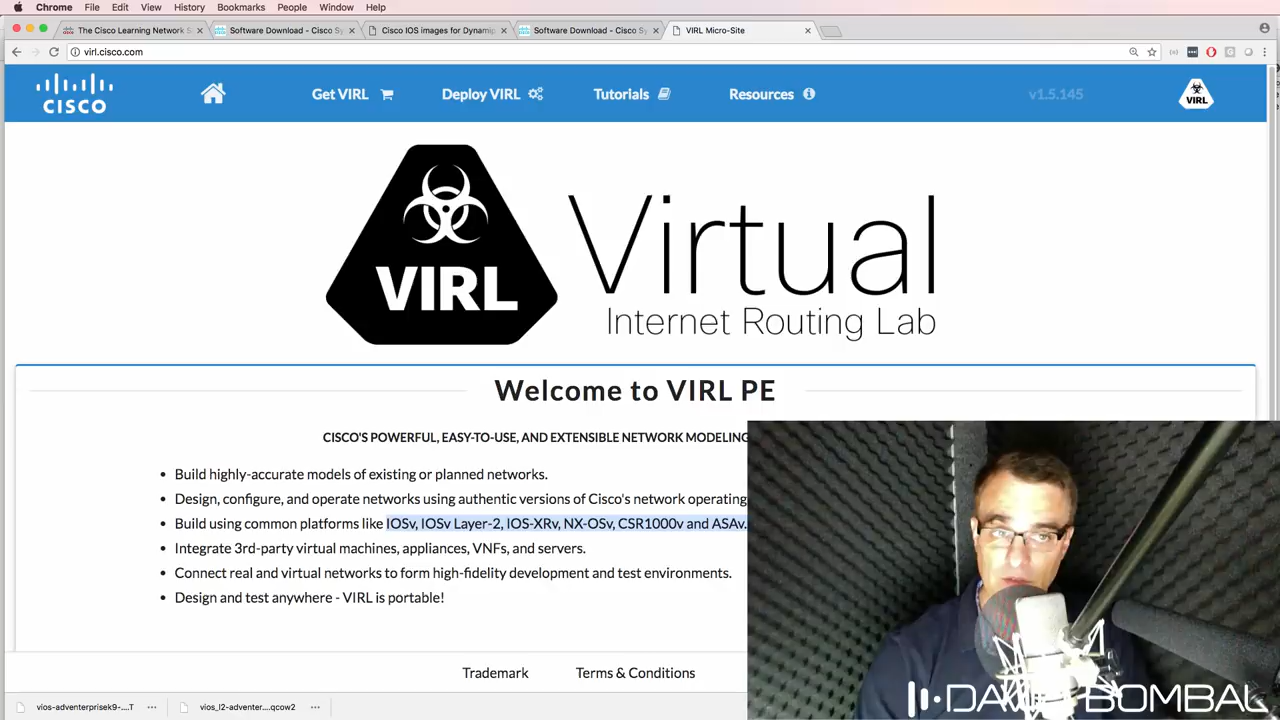 Chrome File Edit View History Bookmarks People Window Help
The Cisco Learning Network S
Software Download - Cisco Sy
Cisco IOS images for Dynamip
Software Download - Cisco Sy
VIRL Micro-Site
virl.cisco.com
CISCO
Get VIRL
Deploy VIRL
Tutorials
Resources
v1.5.145
VIRL
VIRL
Virtual
Internet Routing Lab
Welcome to VIRL PE
CISCO'S POWERFUL, EASY-TO-USE, AND EXTENSIBLE NETWORK MODELING
• Build highly-accurate models of existing or planned networks.
• Design, configure, and operate networks using authentic versions of Cisco's network operating
• Build using common platforms like IOSv, IOSv Layer-2, IOS-XRv, NX-OSv, CSR1000v and ASAv.
• Integrate 3rd-party virtual machines, appliances, VNFs, and servers.
• Connect real and virtual networks to form high-fidelity development and test environments.
• Design and test anywhere - VIRL is portable!
Trademark
Terms & Conditions
vios-adventerprisek9-....T
vios_l2-adventer....qcow2
DAVID BOMBAL